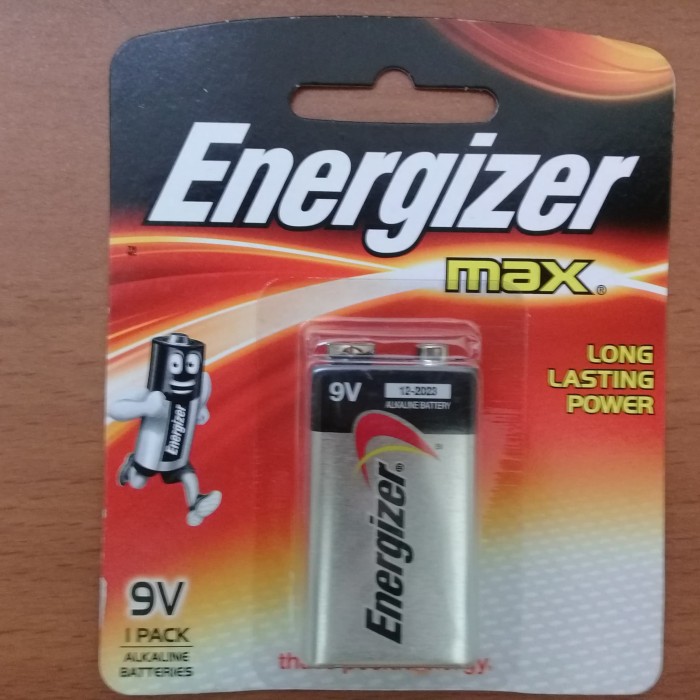 Energizer
max®
LONG
LASTING
POWER
9V
12-2023
ALKALINE BATTERY
Energizer®
Energizer
9V
1 PACK
ALKALINE
BATTERIES